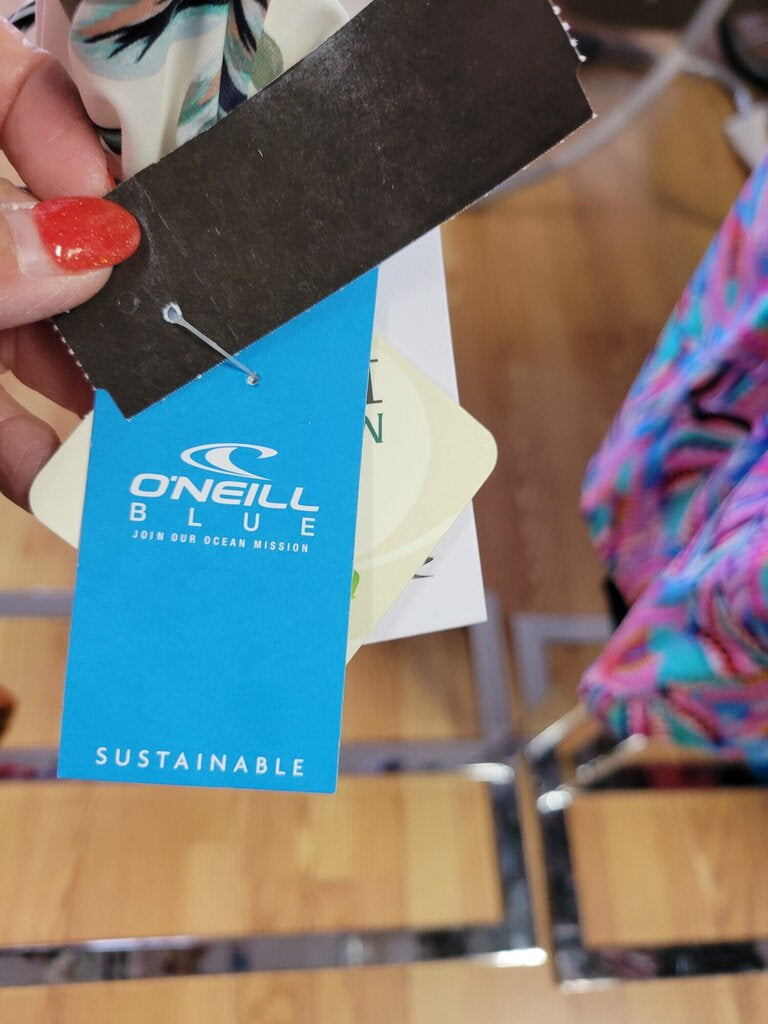 O'NEILL
BLUE
JOIN OUR OCEAN MISSION
SUSTAINABLE